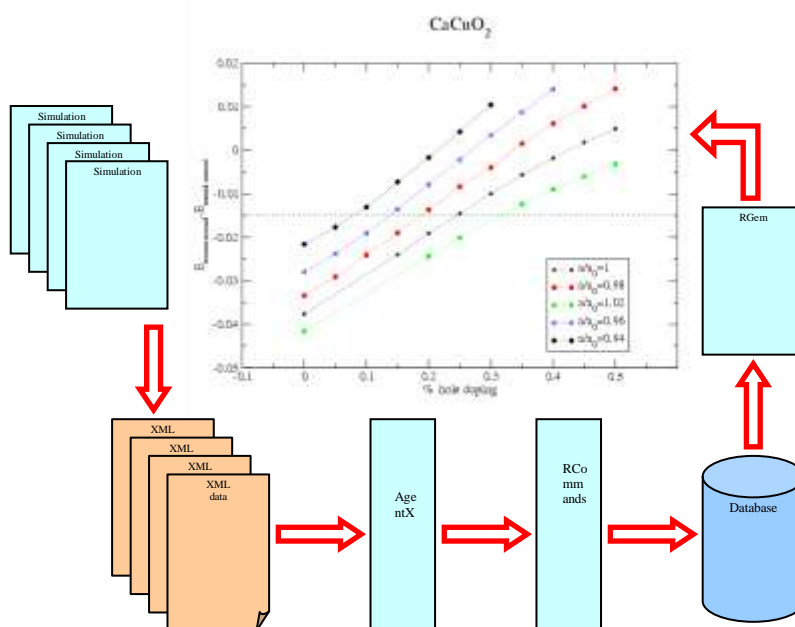 CaCuO2
0.02
0.01
0
-0.01
-0.02
-0.03
-0.04
-0.05
-0.1
0
0.1
0.2
0.3
0.4
0.5
% hole doping
a/a0=1
a/a0=0.98
a/a0=1.02
a/a0=0.96
a/a0=0.94
Simulation
Simulation
Simulation
Simulation
RGem
XML
XML
XML
XML
data
Age
ntX
RCo
mm
ands
Database